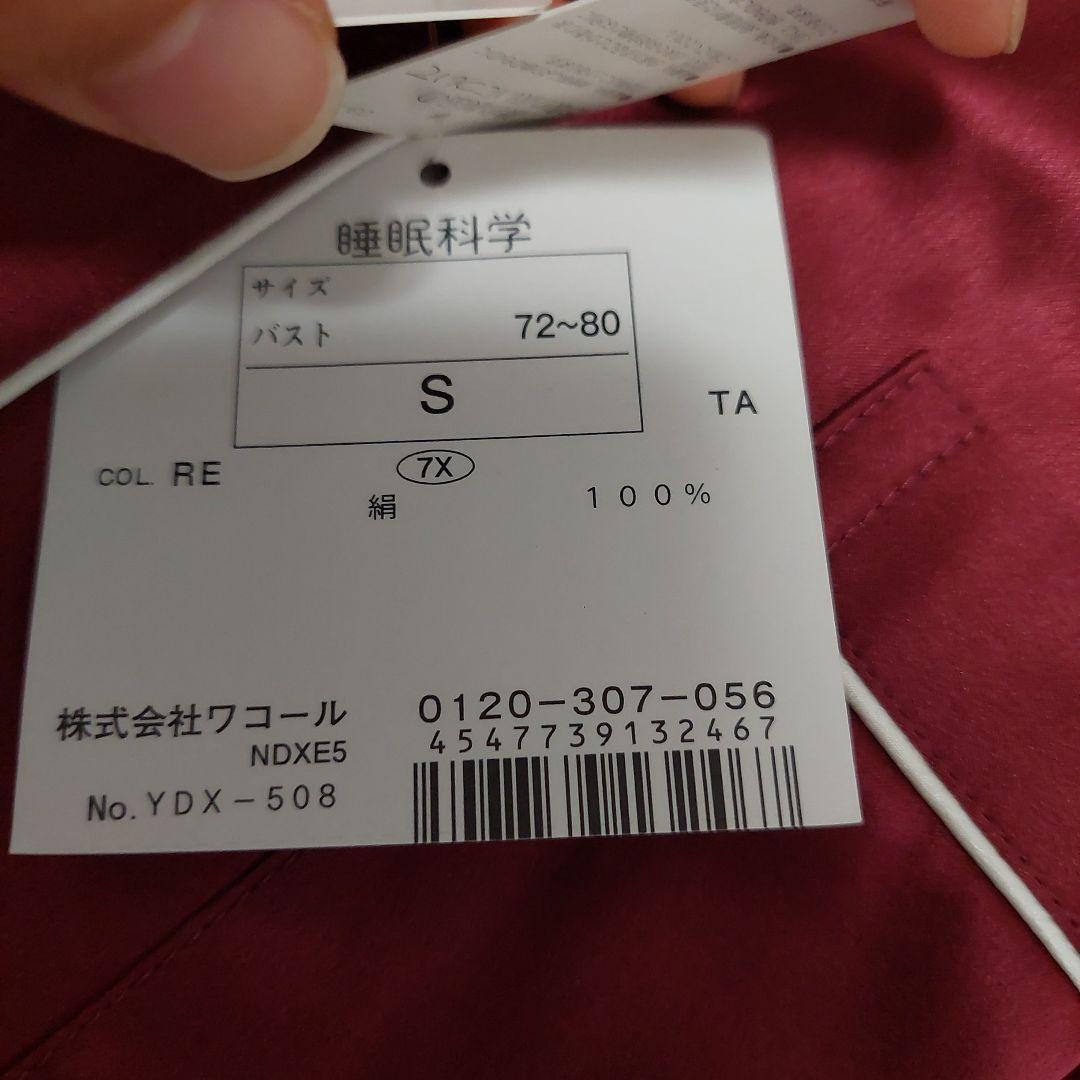 睡眠科学
サイズ
バスト 72~80
S
TA
COL. RE
7X
絹 100%
株式会社ワコール
NDXE5
No. YDX-508
0120-307-056
4547739132467